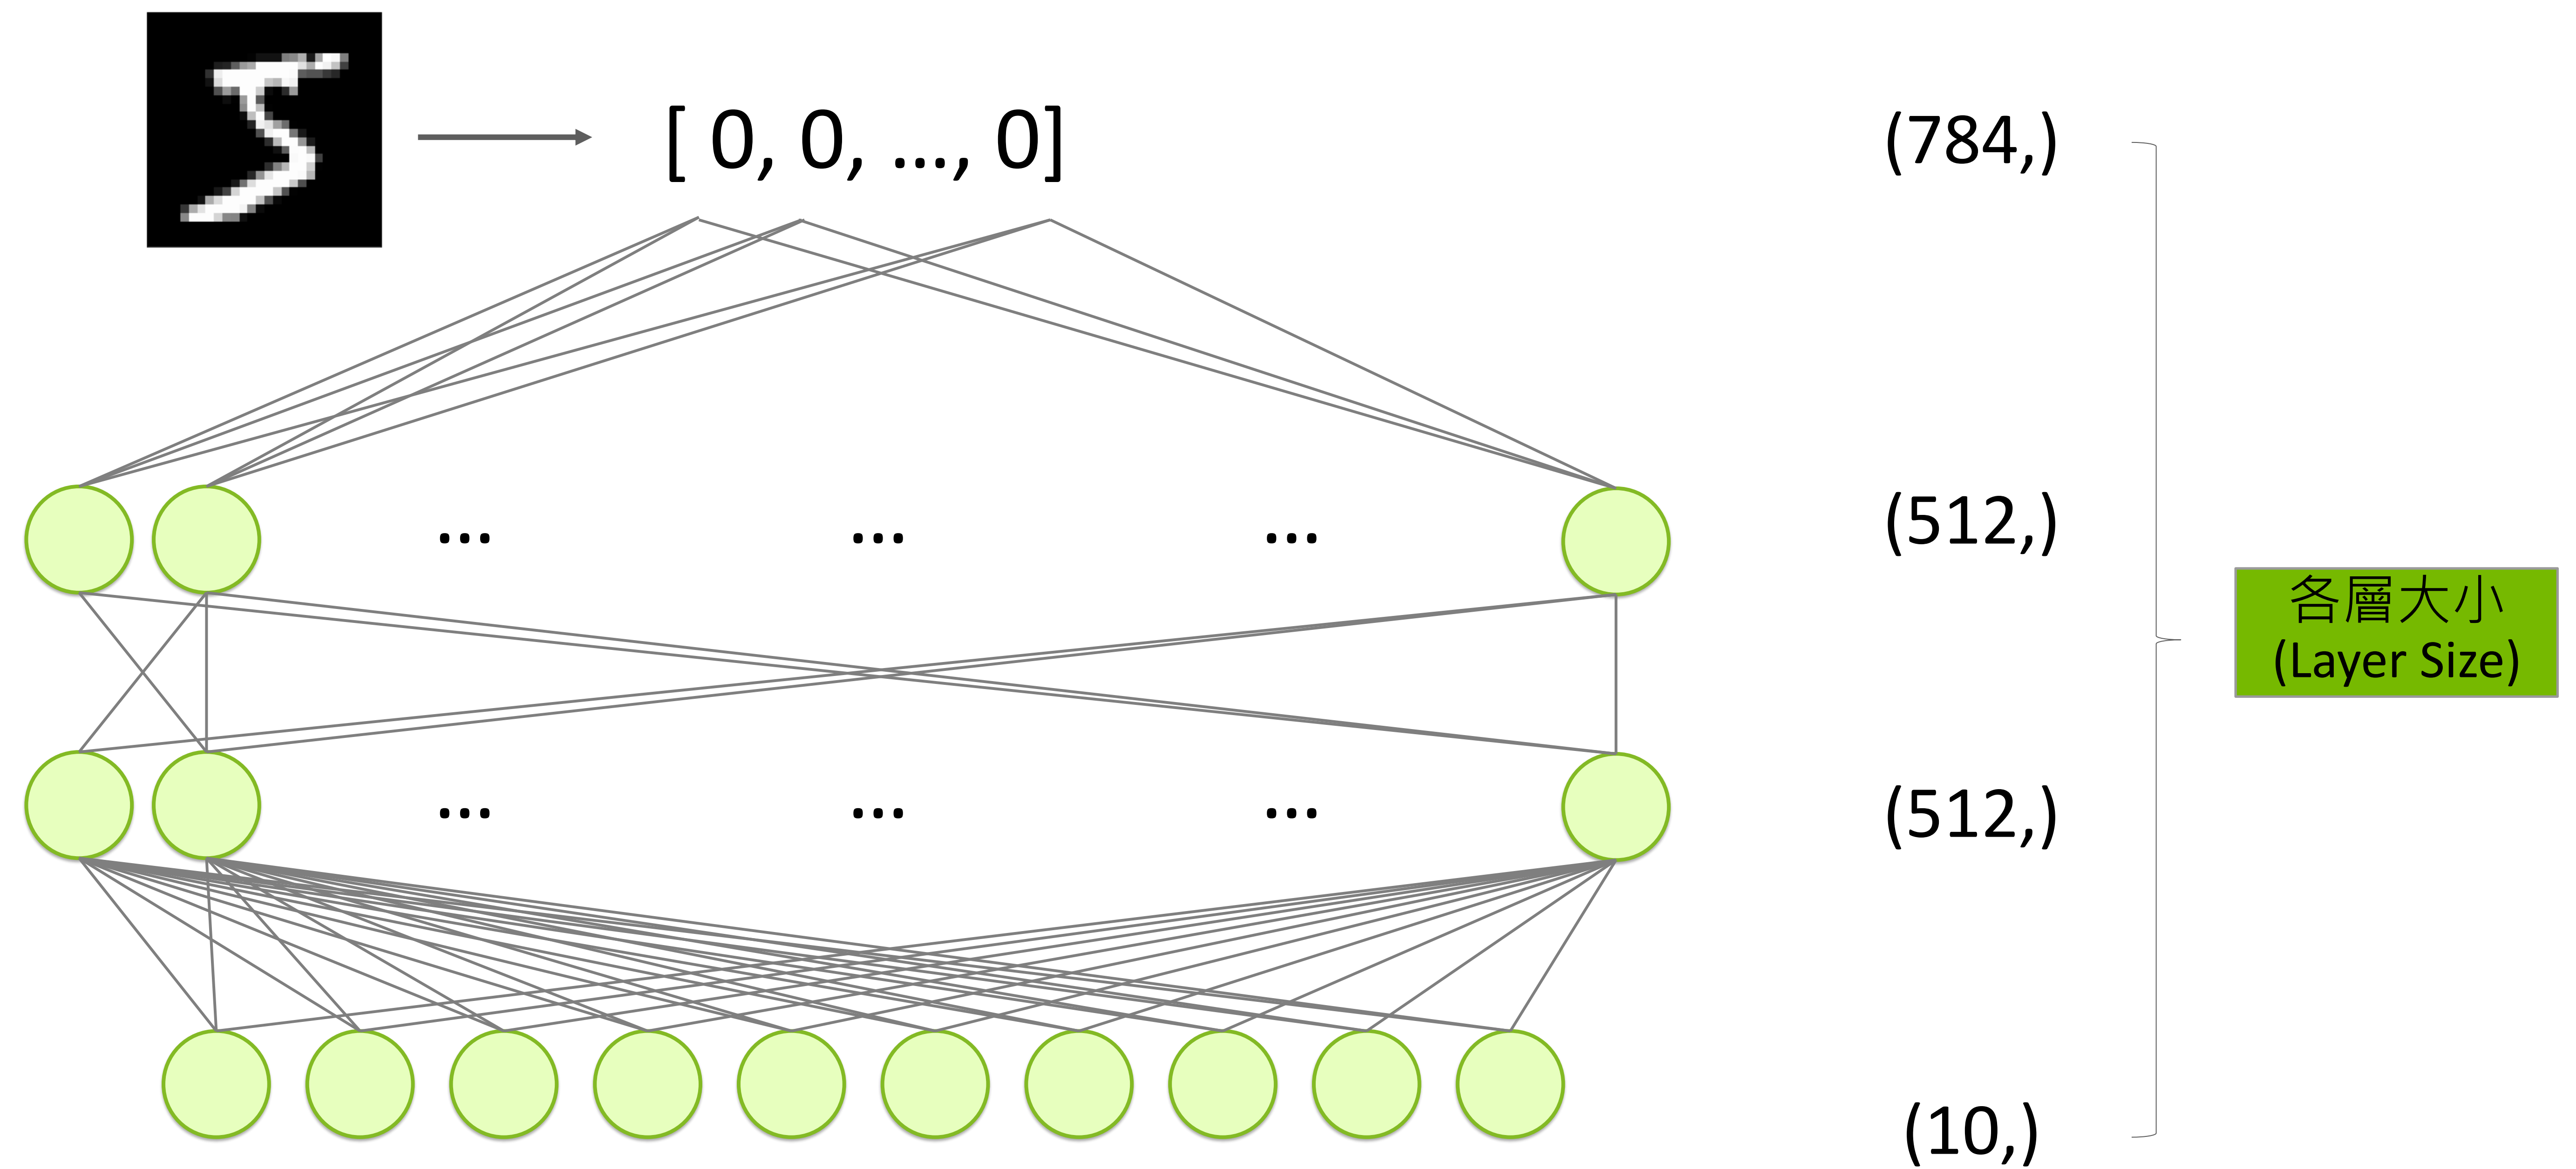 [ 0, 0, ..., 0]
(784,)
... ... ...
(512,)
各層大小
(Layer Size)
... ... ...
(512,)
(10,)